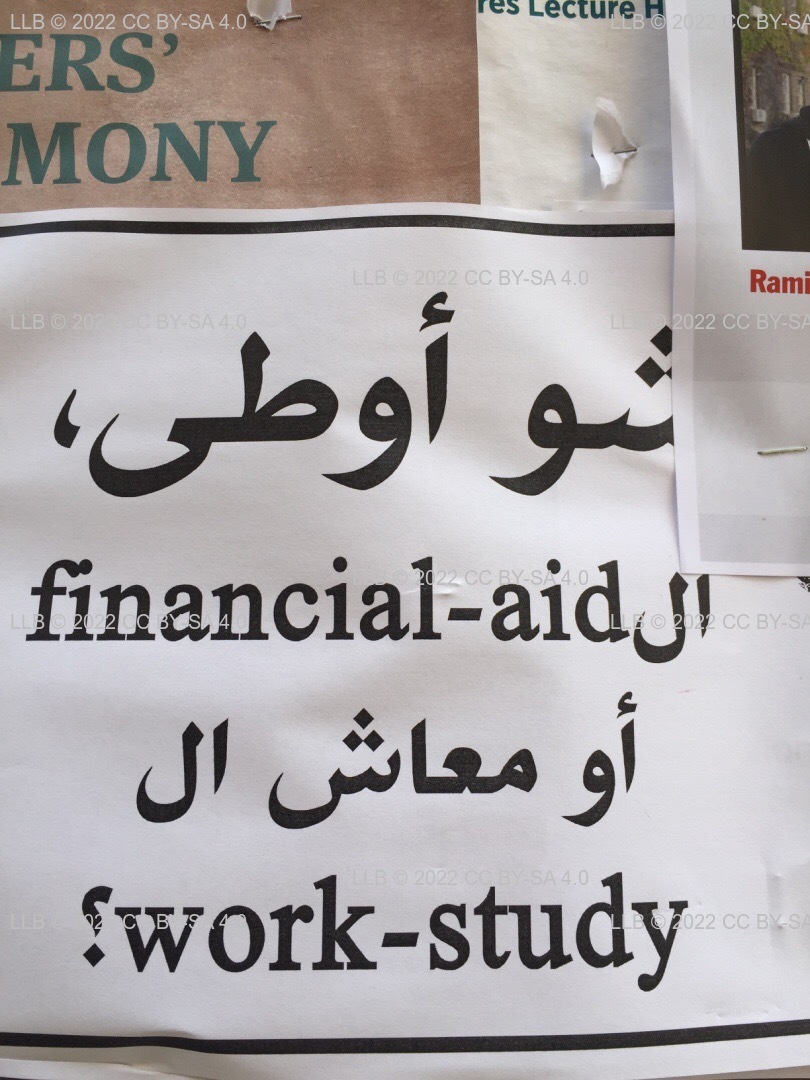 ERS’
MONY
res Lecture H
Rami
شو أوطى،
الfinancial-aid
أو معاش ال
work-study؟
LLB © 2022 CC BY-SA 4.0